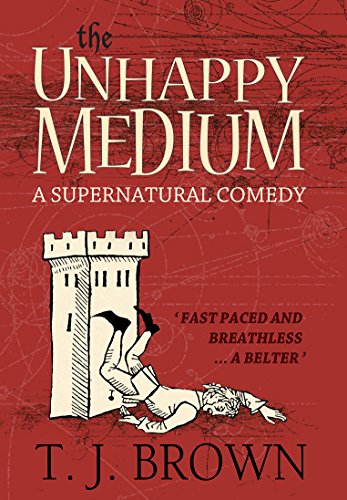 the
UNHAPPY
MEDIUM
A SUPERNATURAL COMEDY
‘ FAST PACED AND
BREATHLESS
... A BELTER ’
T. J. BROWN